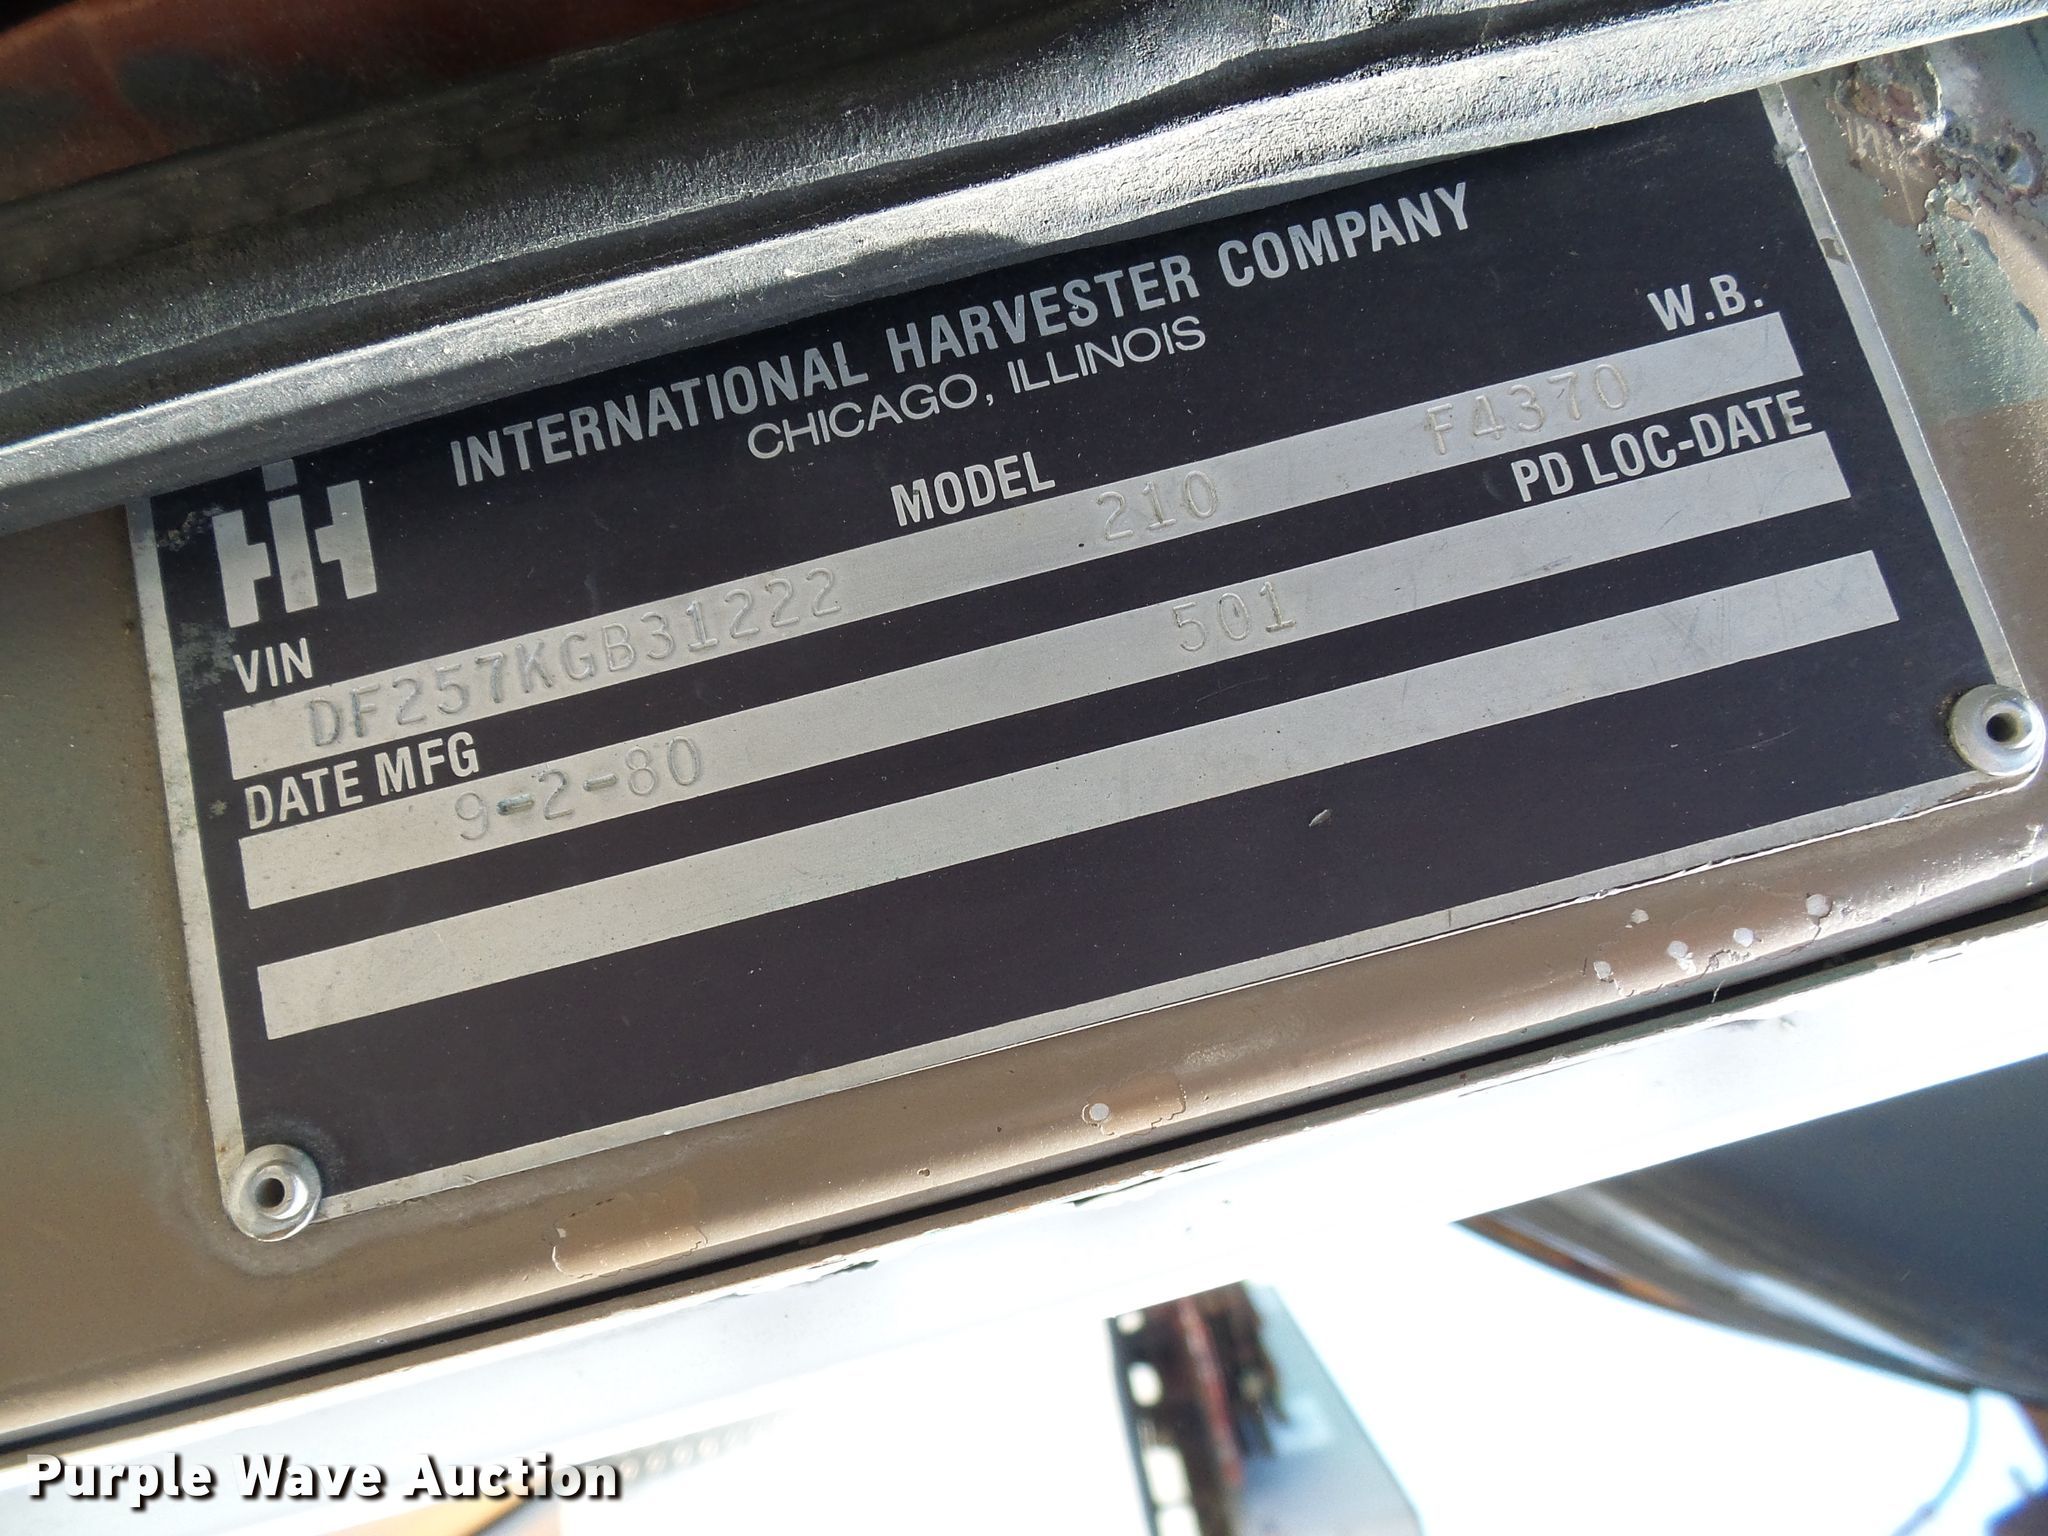 INTERNATIONAL HARVESTER COMPANY
CHICAGO, ILLINOIS
IH
VIN MODEL W.B.
DF257KGB31222 210 F4370
DATE MFG PD LOC-DATE
9-2-80 501
Purple Wave Auction